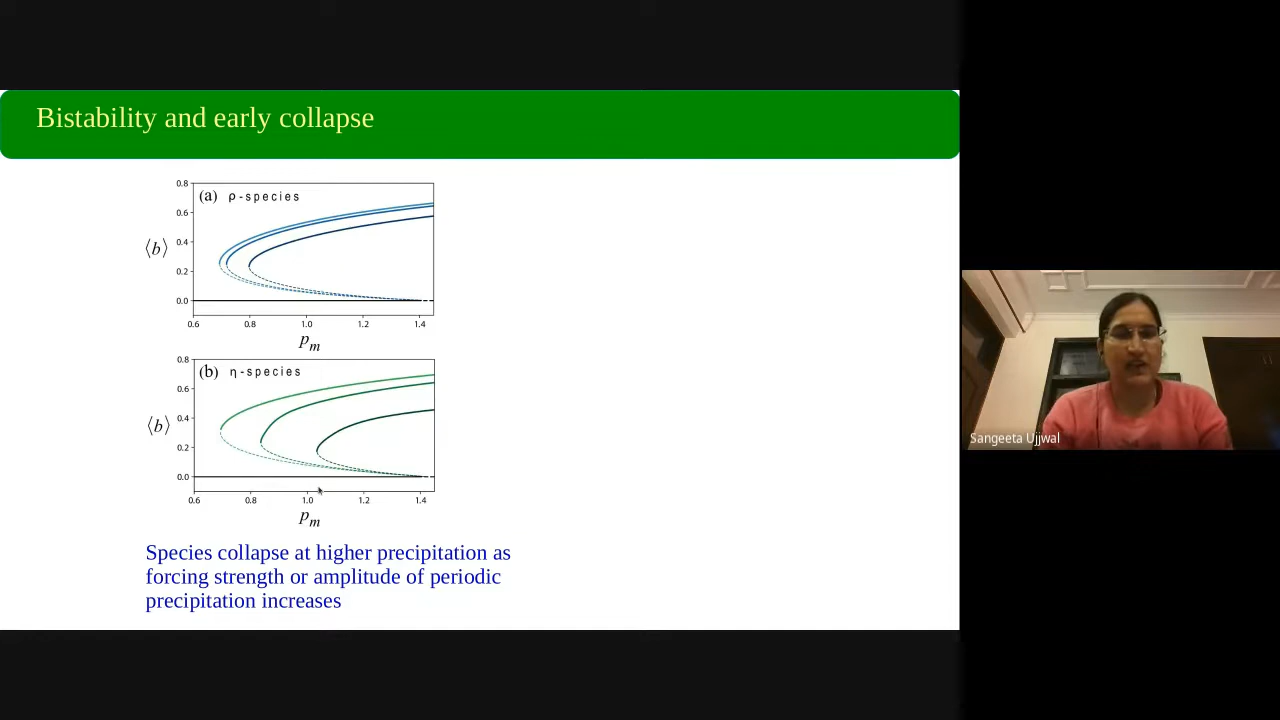 Bistability and early collapse
(a) ρ-species
0.8
0.6
0.4
0.2
0.0
⟨b⟩
0.6 0.8 1.0 1.2 1.4
p_m
(b) η-species
0.8
0.6
0.4
0.2
0.0
⟨b⟩
0.6 0.8 1.0 1.2 1.4
p_m
Species collapse at higher precipitation as
forcing strength or amplitude of periodic
precipitation increases
Sangeeta Ujjwal